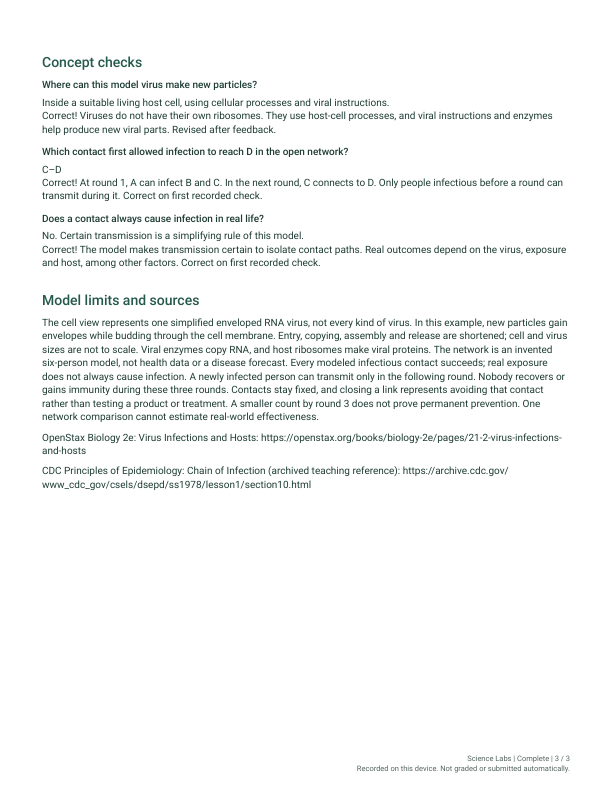 Concept checks
Where can this model virus make new particles?
Inside a suitable living host cell, using cellular processes and viral instructions.
Correct! Viruses do not have their own ribosomes. They use host-cell processes, and viral instructions and enzymes
help produce new viral parts. Revised after feedback.
Which contact first allowed infection to reach D in the open network?
C–D
Correct! At round 1, A can infect B and C. In the next round, C connects to D. Only people infectious before a round can
transmit during it. Correct on first recorded check.
Does a contact always cause infection in real life?
No. Certain transmission is a simplifying rule of this model.
Correct! The model makes transmission certain to isolate contact paths. Real outcomes depend on the virus, exposure
and host, among other factors. Correct on first recorded check.
Model limits and sources
The cell view represents one simplified enveloped RNA virus, not every kind of virus. In this example, new particles gain
envelopes while budding through the cell membrane. Entry, copying, assembly and release are shortened; cell and virus
sizes are not to scale. Viral enzymes copy RNA, and host ribosomes make viral proteins. The network is an invented
six-person model, not health data or a disease forecast. Every modeled infectious contact succeeds; real exposure
does not always cause infection. A newly infected person can transmit only in the following round. Nobody recovers or
gains immunity during these three rounds. Contacts stay fixed, and closing a link represents avoiding that contact
rather than testing a product or treatment. A smaller count by round 3 does not prove permanent prevention. One
network comparison cannot estimate real-world effectiveness.
OpenStax Biology 2e: Virus Infections and Hosts: https://openstax.org/books/biology-2e/pages/21-2-virus-infections-
and-hosts
CDC Principles of Epidemiology: Chain of Infection (archived teaching reference): https://archive.cdc.gov/
www_cdc_gov/csels/dsepd/ss1978/lesson1/section10.html
Science Labs | Complete | 3 / 3
Recorded on this device. Not graded or submitted automatically.